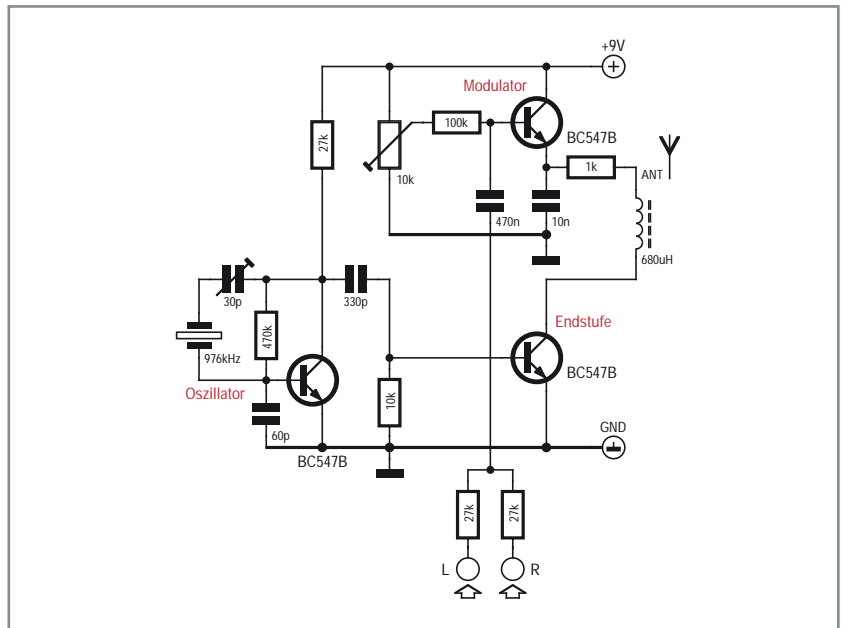 +9V
Modulator
100k
27k
BC547B
10k
1k
ANT
470n
10n
680uH
30p
330p
470k
Endstufe
976kHz
BC547B
Oszillator
10k
60p
GND
BC547B
27k
27k
L
R